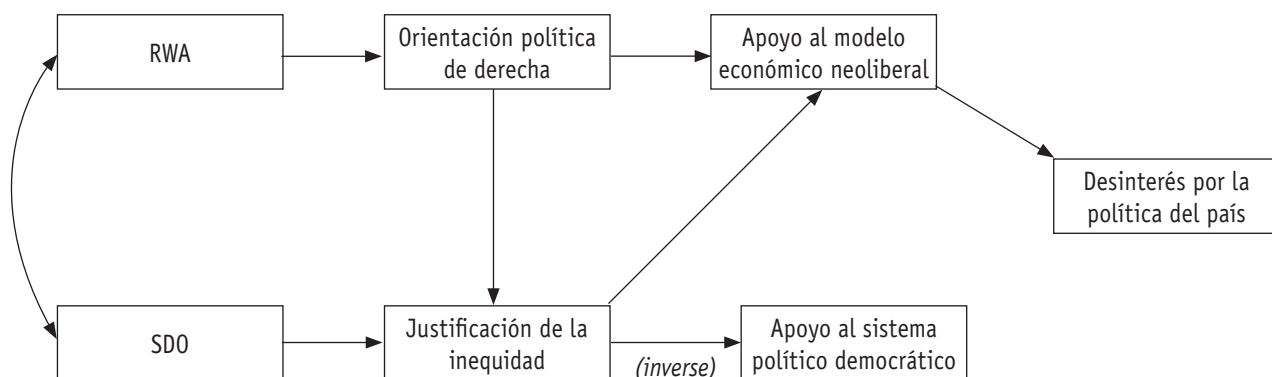 RWA
Orientación política
de derecha
Apoyo al modelo
económico neoliberal
Desinterés por la
política del país
SDO
Justificación de la
inequidad
(inverse)
Apoyo al sistema
político democrático